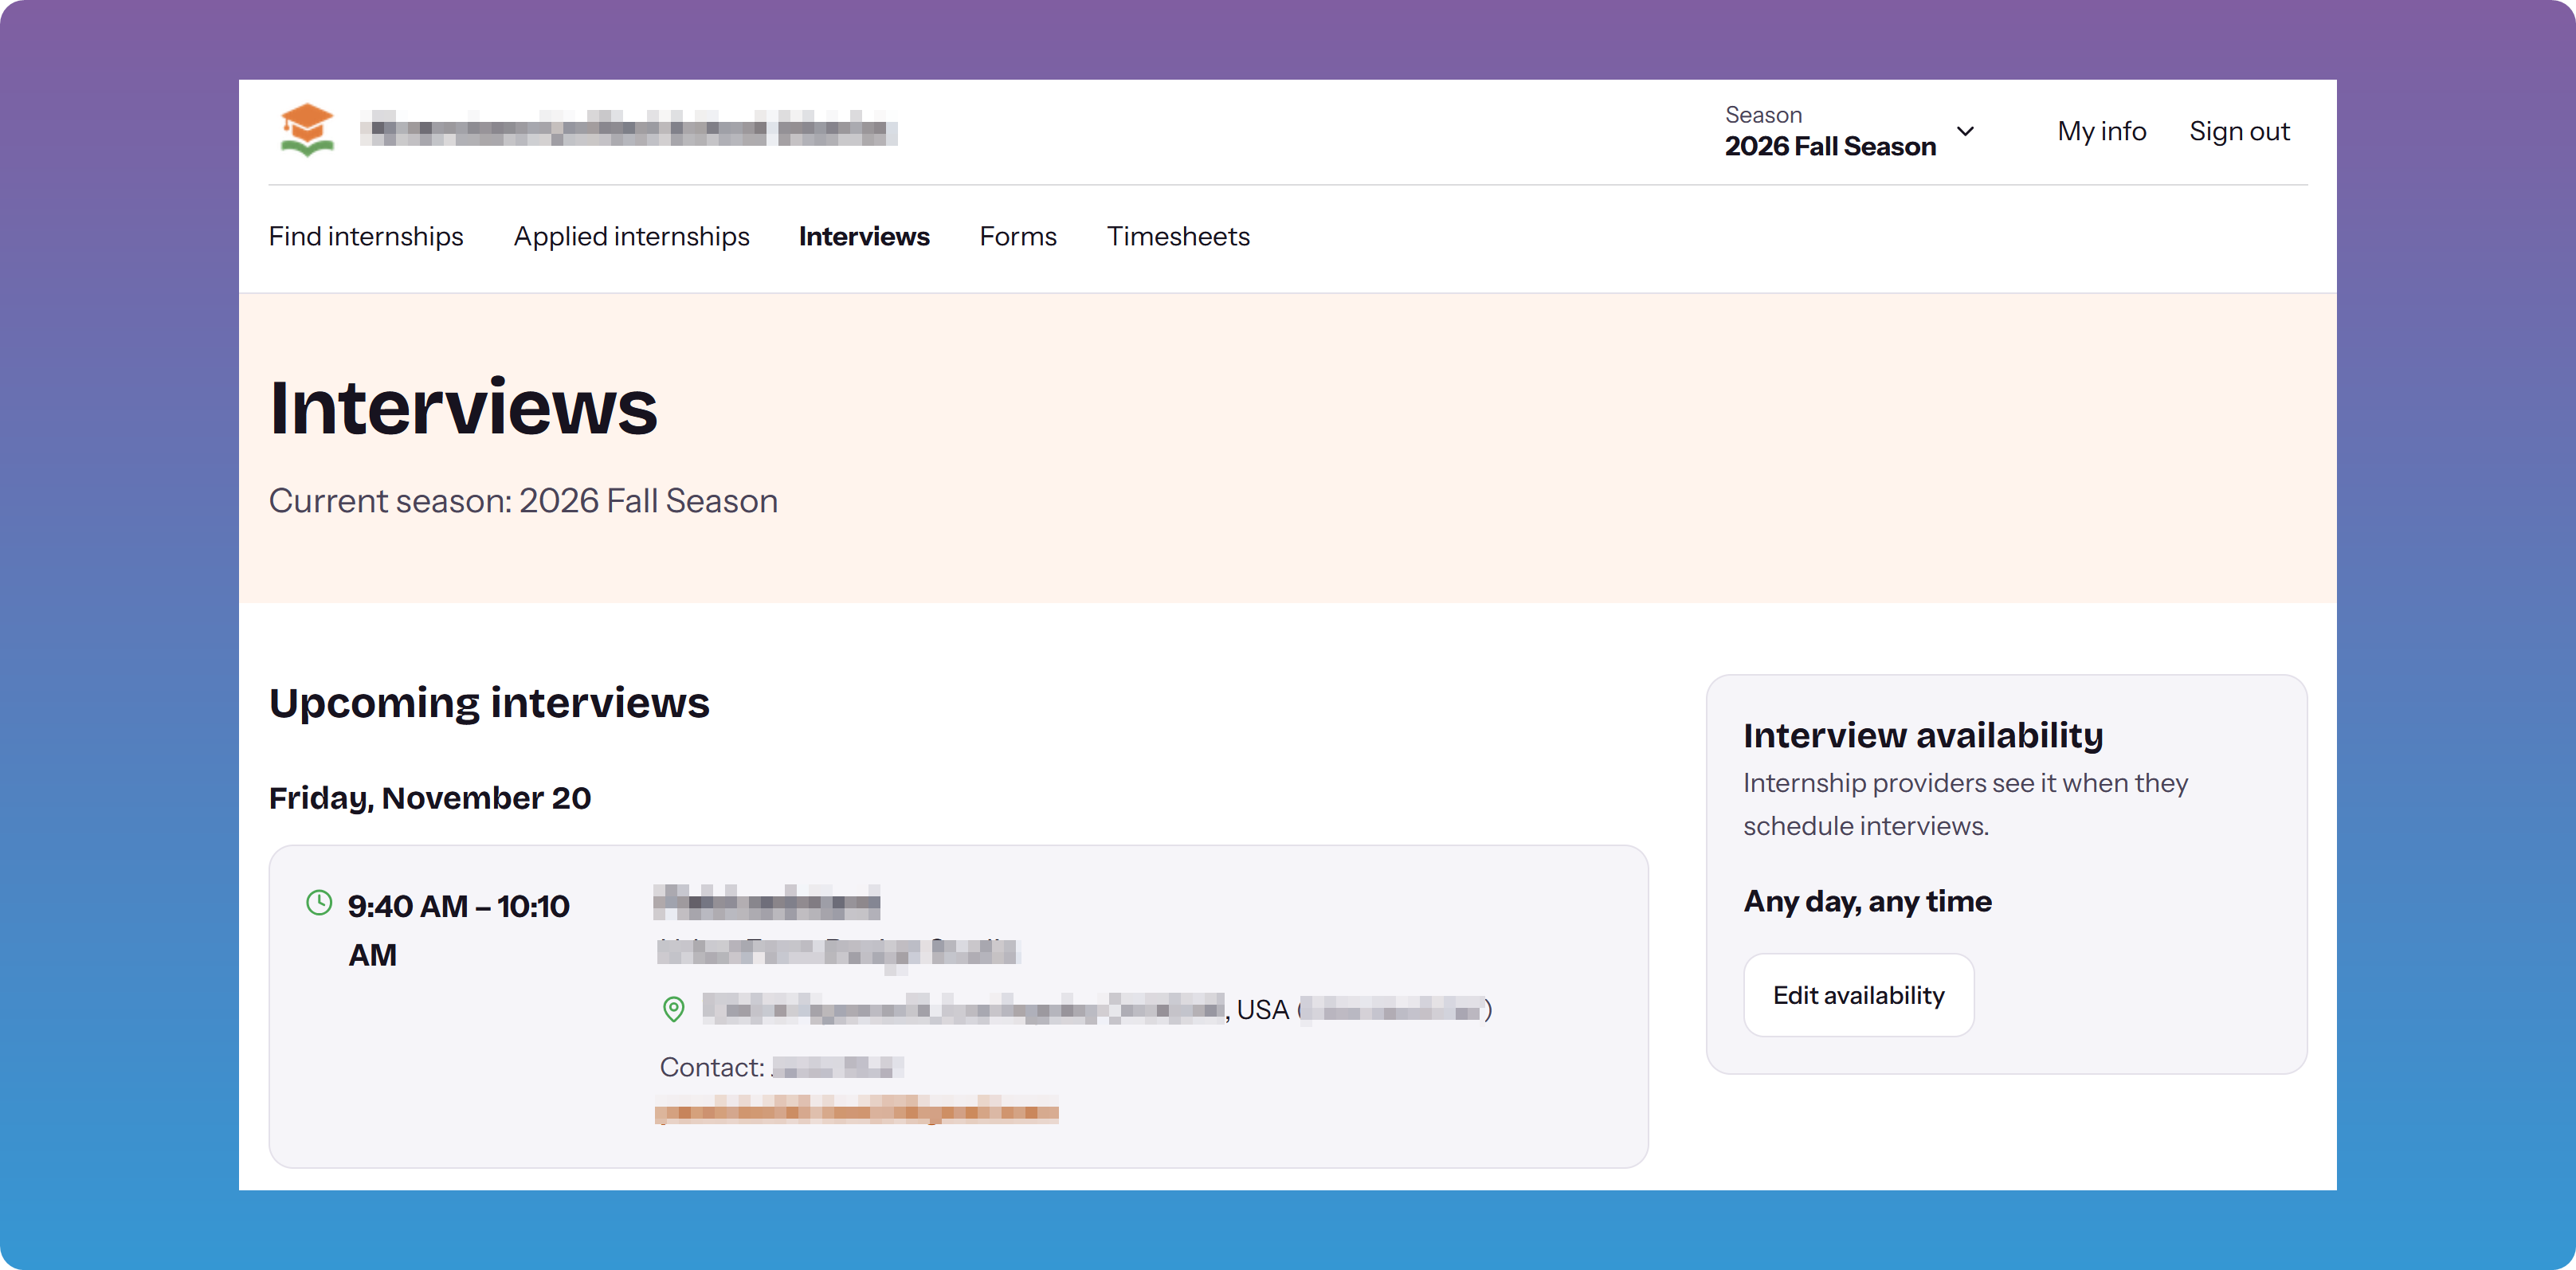 Season
2026 Fall Season
My info
Sign out
Find internships
Applied internships
Interviews
Forms
Timesheets
Interviews
Current season: 2026 Fall Season
Upcoming interviews
Friday, November 20
9:40 AM – 10:10
AM
, USA ( )
Contact:
Interview availability
Internship providers see it when they
schedule interviews.
Any day, any time
Edit availability